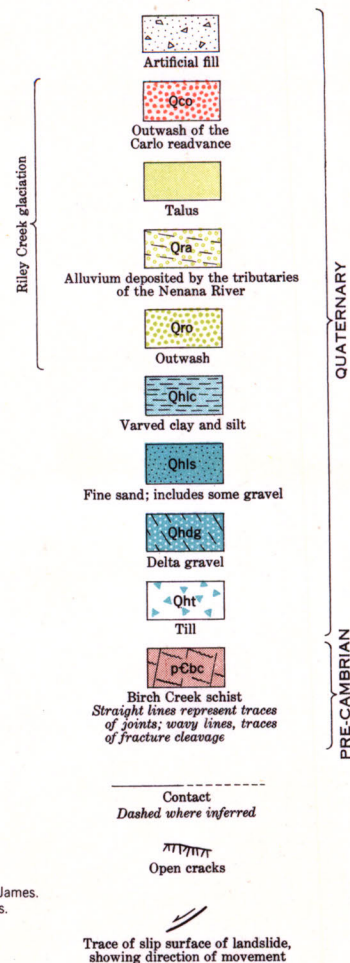 Artificial fill
Qco
Outwash of the
Carlo readvance
Talus
Qra
Alluvium deposited by the tributaries
of the Nenana River
Qro
Outwash
Riley Creek glaciation
Qhlc
Varved clay and silt
Qhls
Fine sand; includes some gravel
Qhdg
Delta gravel
Qht
Till
QUATERNARY
p€bc
Birch Creek schist
Straight lines represent traces
of joints; wavy lines, traces
of fracture cleavage
PRE-CAMBRIAN
Contact
Dashed where inferred
Open cracks
James.
s.
Trace of slip surface of landslide,
showing direction of movement